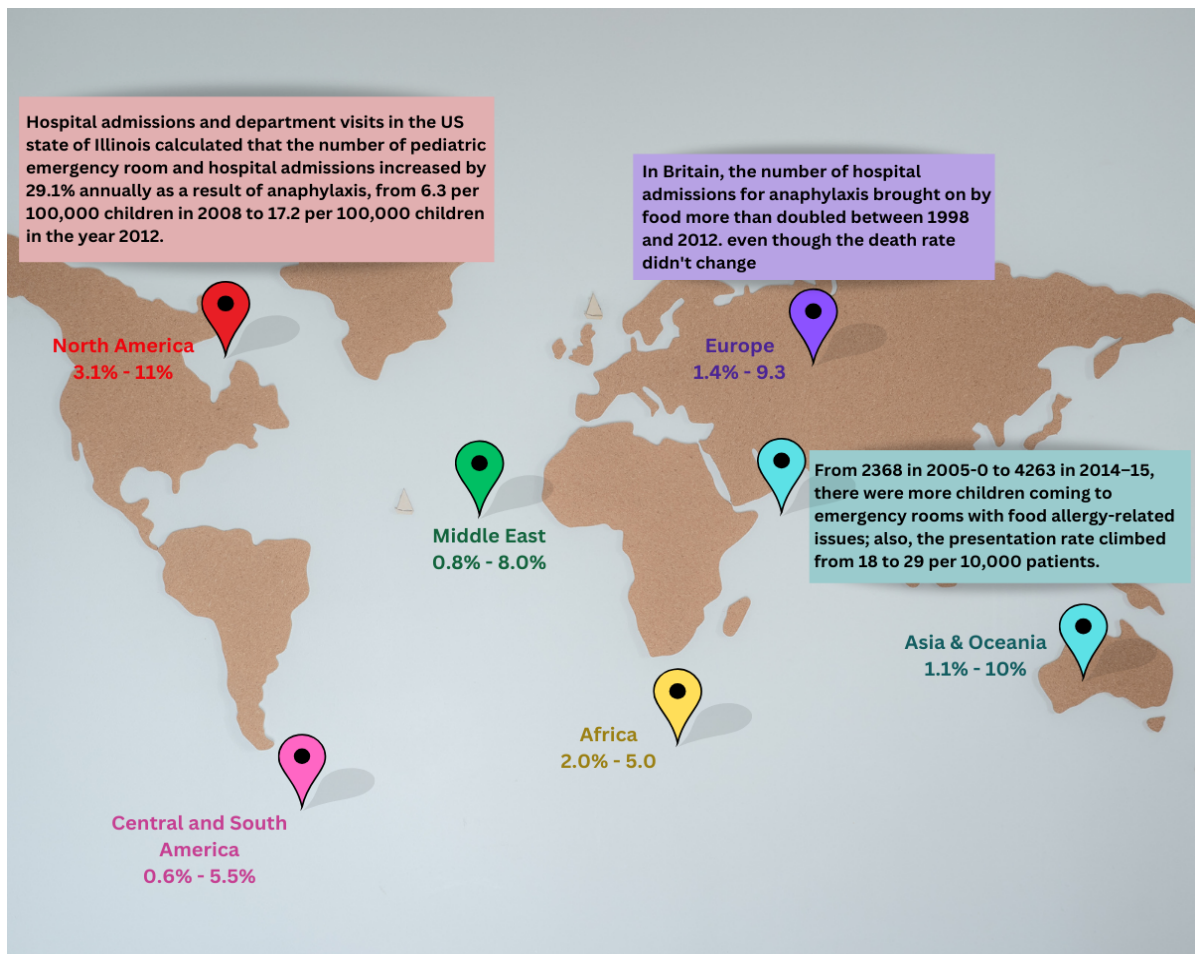 Hospital admissions and department visits in the US
state of Illinois calculated that the number of pediatric
emergency room and hospital admissions increased by
29.1% annually as a result of anaphylaxis, from 6.3 per
100,000 children in 2008 to 17.2 per 100,000 children
in the year 2012.
In Britain, the number of hospital
admissions for anaphylaxis brought on by
food more than doubled between 1998
and 2012. even though the death rate
didn't change
North America
3.1% - 11%
Europe
1.4% - 9.3
From 2368 in 2005-0 to 4263 in 2014–15,
there were more children coming to
emergency rooms with food allergy-related
issues; also, the presentation rate climbed
from 18 to 29 per 10,000 patients.
Middle East
0.8% - 8.0%
Asia & Oceania
1.1% - 10%
Africa
2.0% - 5.0
Central and South
America
0.6% - 5.5%